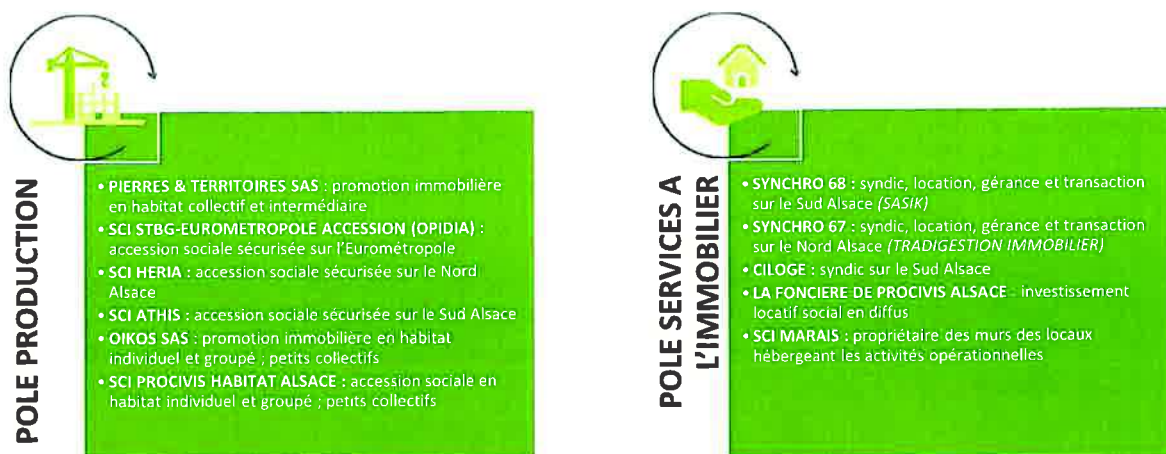 POLE PRODUCTION
• PIERRES & TERRITOIRES SAS : promotion immobilière
en habitat collectif et intermédiaire
• SCI STBG-EUROMETROPOLE ACCESSION (OPIDIA) :
accession sociale sécurisée sur l'Eurométropole
• SCI HERIA : accession sociale sécurisée sur le Nord
Alsace
• SCI ATHIS : accession sociale sécurisée sur le Sud Alsace
• OIKOS SAS : promotion immobilière en habitat
individuel et groupé ; petits collectifs
• SCI PROCIVIS HABITAT ALSACE : accession sociale en
habitat individuel et groupé ; petits collectifs
POLE SERVICES A
L'IMMOBILIER
• SYNCHRO 68 : syndic, location, gérance et transaction
sur le Sud Alsace (SASIK)
• SYNCHRO 67 : syndic, location, gérance et transaction
sur le Nord Alsace (TRADIGESTION IMMOBILIER)
• CILOGE : syndic sur le Sud Alsace
• LA FONCIERE DE PROCIVIS ALSACE : investissement
locatif social en diffus
• SCI MARAIS : propriétaire des murs des locaux
hébergeant les activités opérationnelles